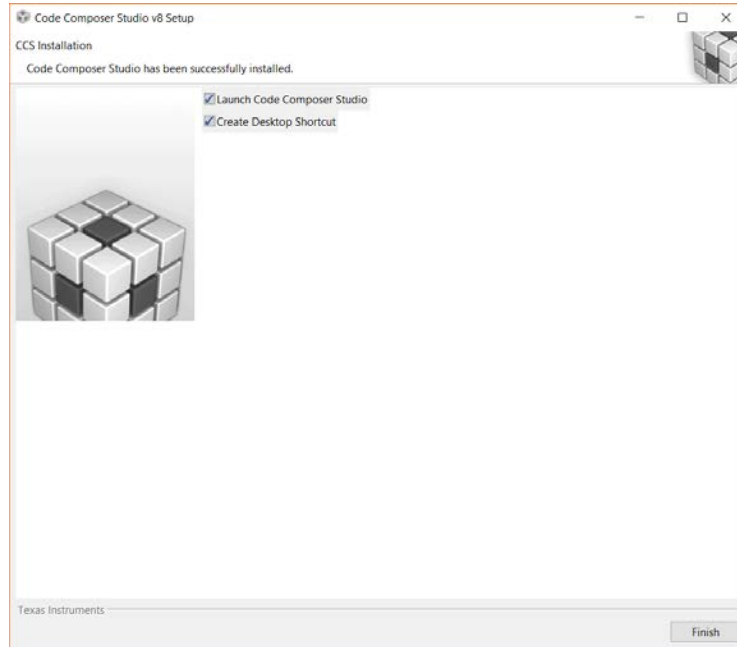 Code Composer Studio v8 Setup
CCS Installation
Code Composer Studio has been successfully installed.
Launch Code Composer Studio
Create Desktop Shortcut
Texas Instruments
Finish